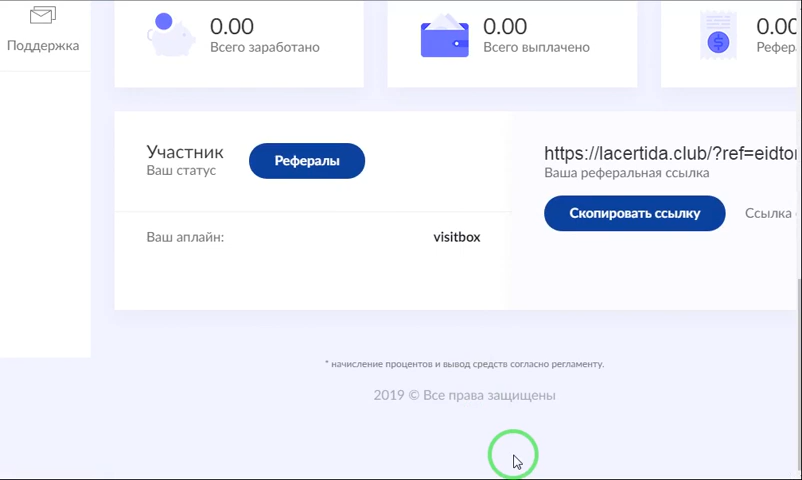 Поддержка
0.00
Всего заработано
0.00
Всего выплачено
0.00
Участник
Ваш статус
Рефералы
https://lacertida.club/?ref=eidtor
Ваша реферальная ссылка
Скопировать ссылку
Ссылка
Ваш аплайн:
visitbox
* начисление процентов и вывод средств согласно регламенту.
2019 © Все права защищены